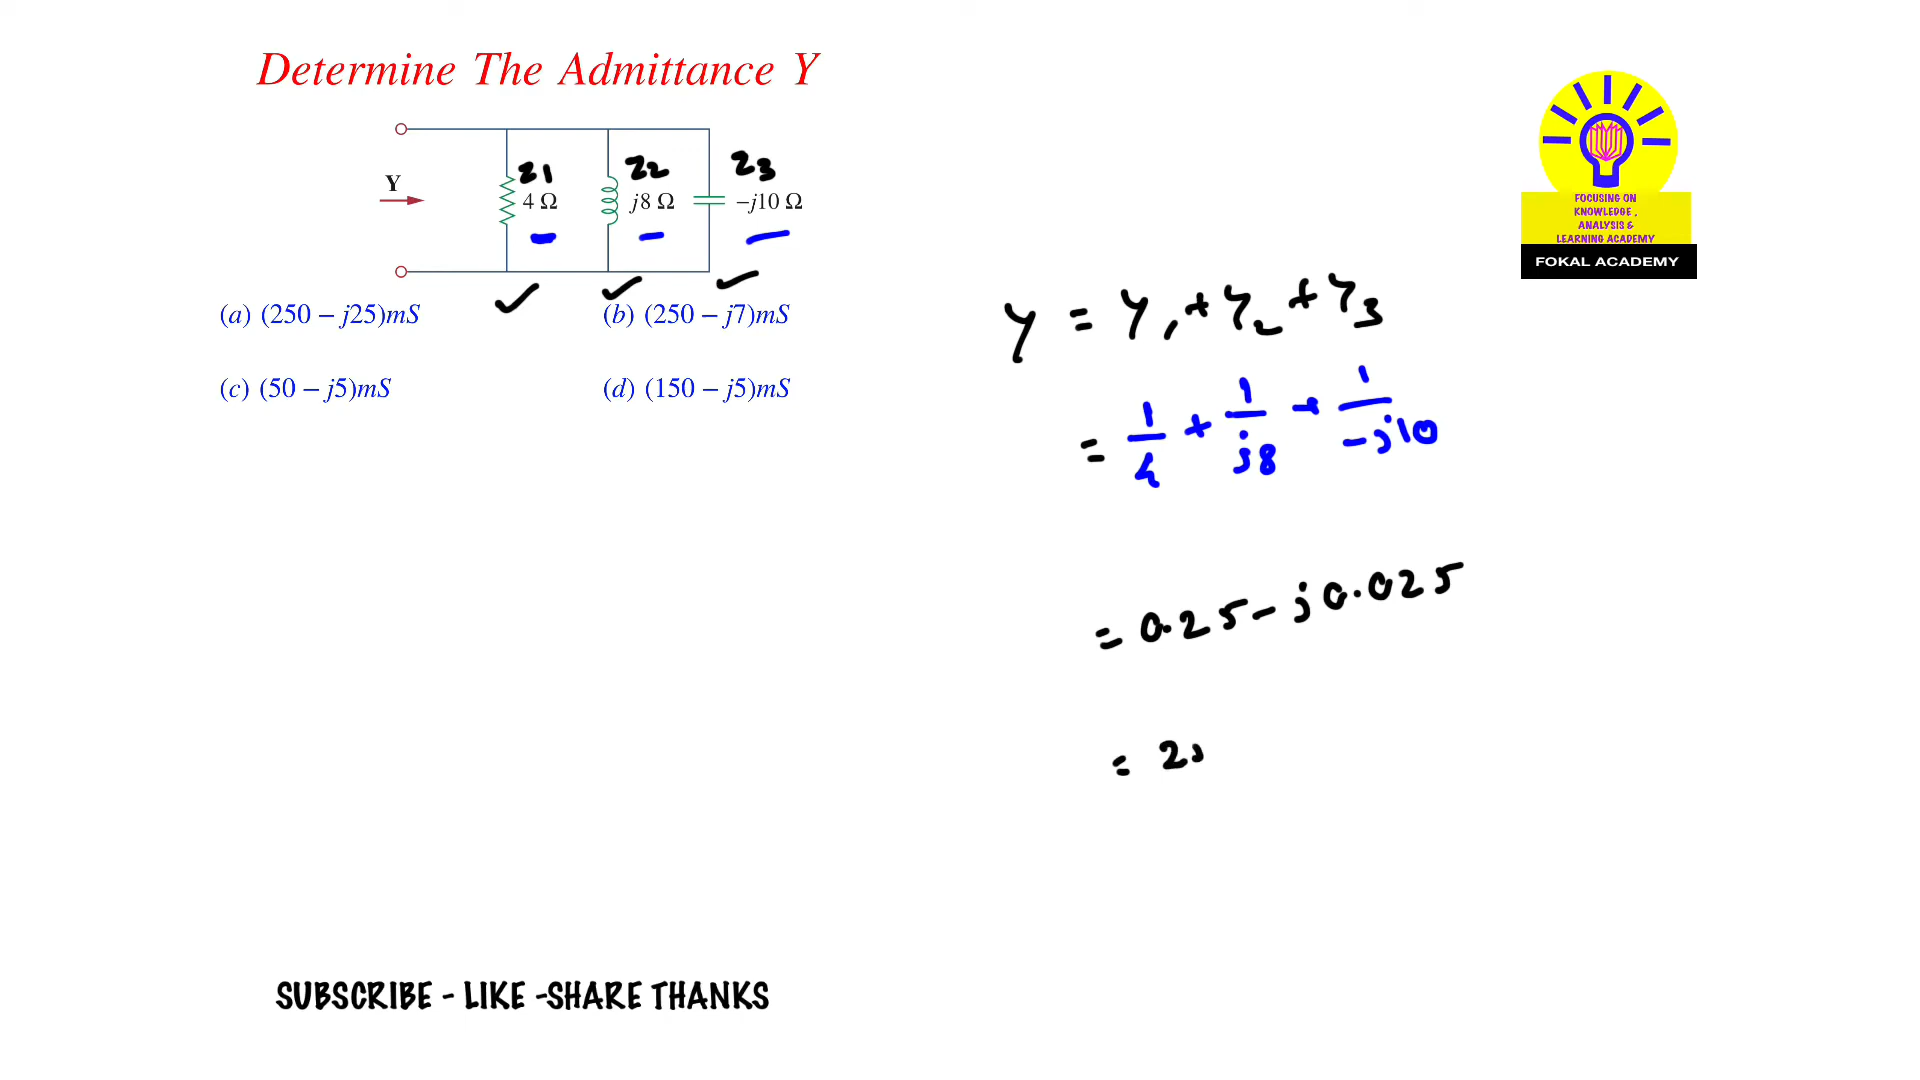 Determine The Admittance Y
Y
Z1
4 Ω
Z2
j8 Ω
Z3
−j10 Ω
(a) (250 − j25)mS
(b) (250 − j7)mS
(c) (50 − j5)mS
(d) (150 − j5)mS
FOCUSING ON
KNOWLEDGE ,
ANALYSIS &
LEARNING ACADEMY
FOKAL ACADEMY
Y = Y1 + Y2 + Y3
= 1/4 + 1/j8 + 1/-j10
= 0.25 - j0.025
= 2
SUBSCRIBE - LIKE -SHARE THANKS